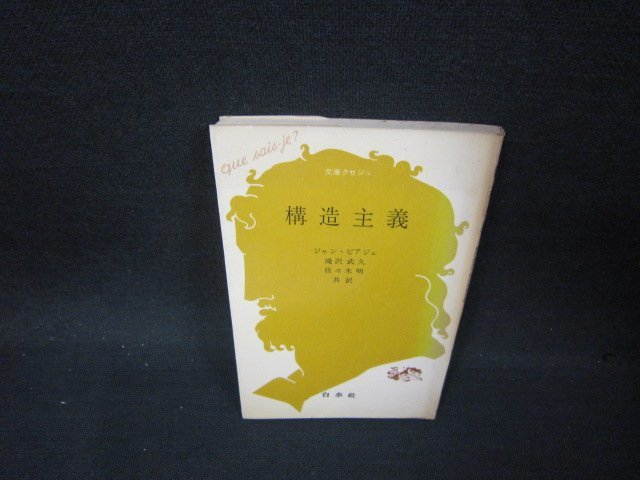 que sais-je?
文庫クセジュ
構造主義
ジャン・ピアジェ
滝沢武久
佐々木明
共訳
白水社